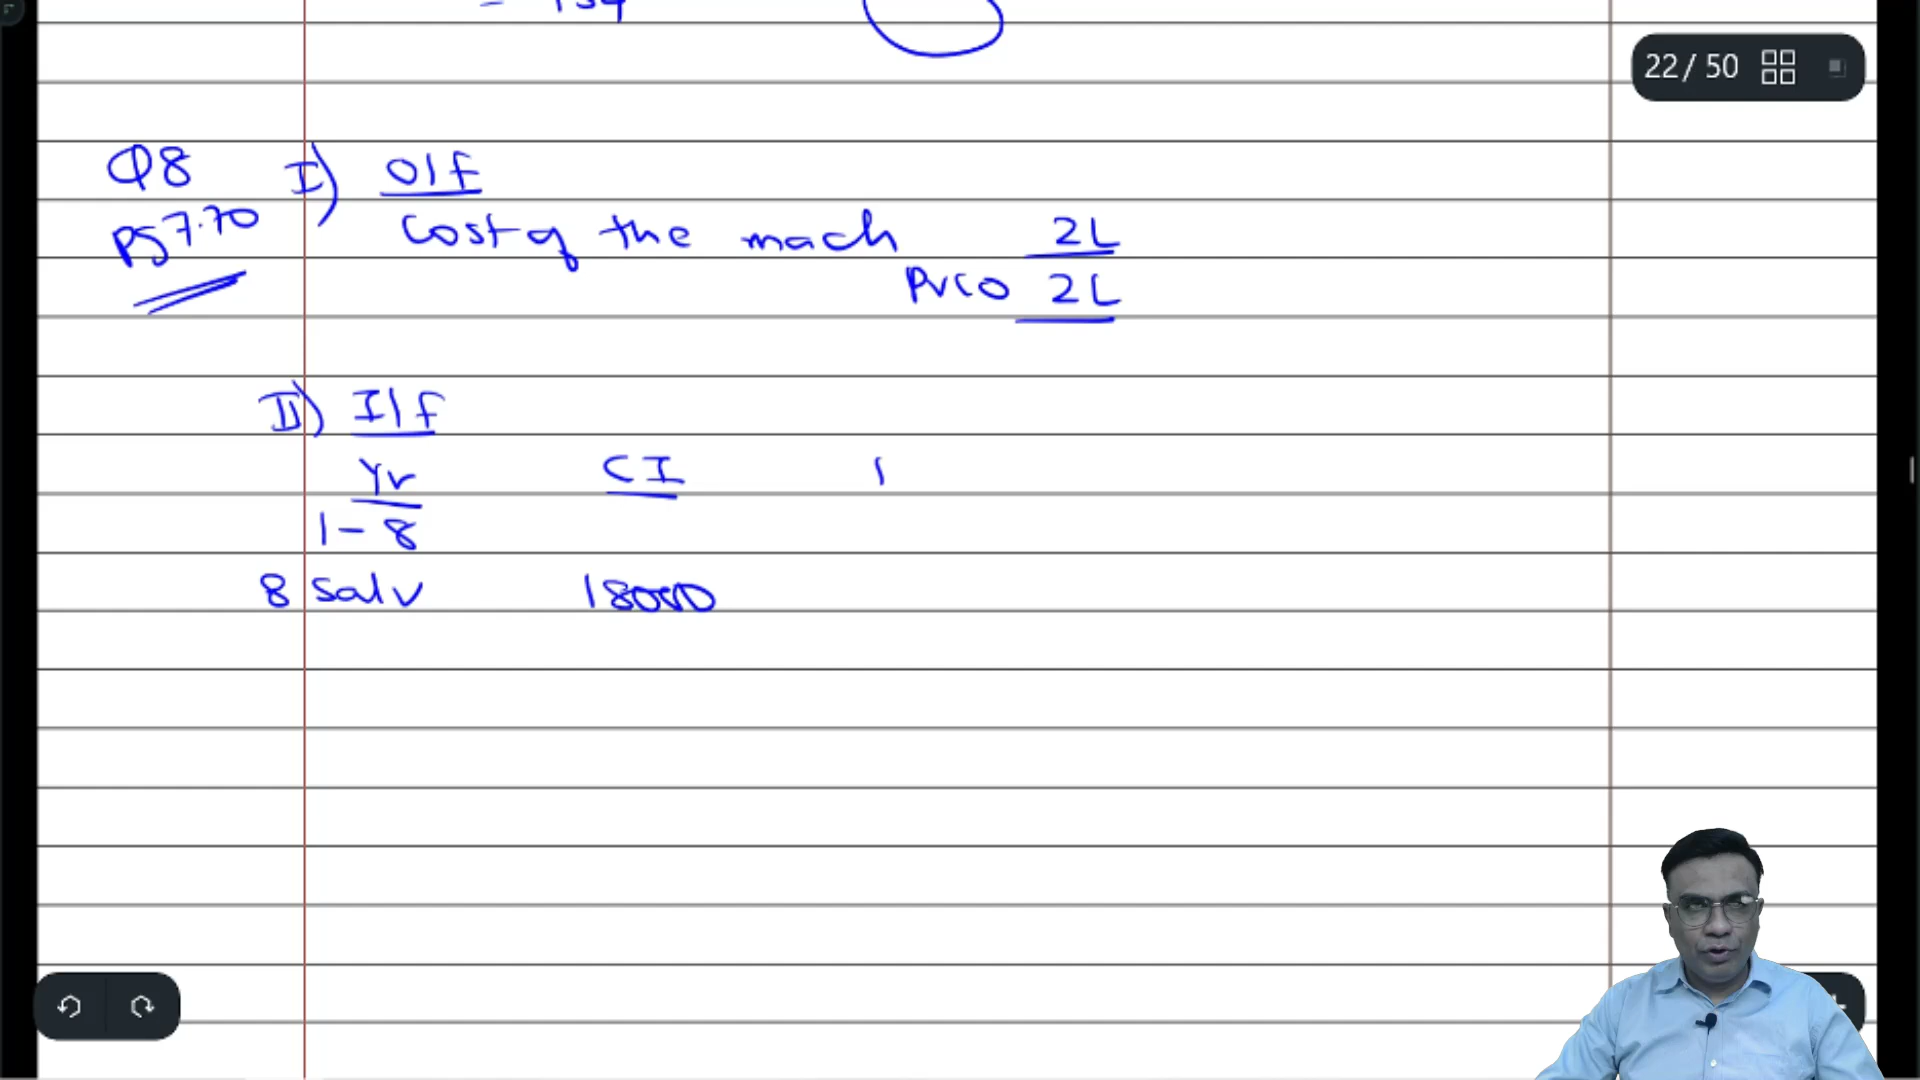 22/ 50
Q8 I) O/f
Pg 7.70 Cost of the mach 2L
PVCO 2L
II) I/f
Yr CI
1-8
8 Salv 18000